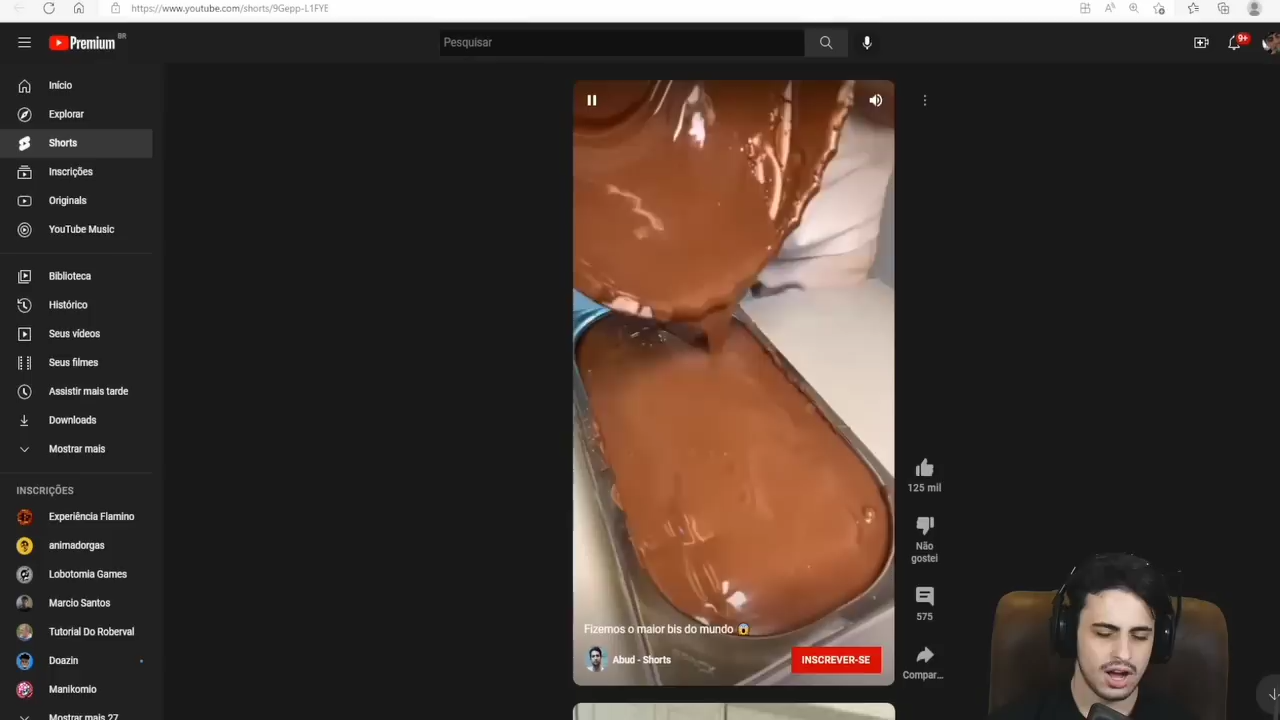 https://www.youtube.com/shorts/9Gepp-L1FYE
Premium BR
Pesquisar
9+
Início
Explorar
Shorts
Inscrições
Originals
YouTube Music
Biblioteca
Histórico
Seus vídeos
Seus filmes
Assistir mais tarde
Downloads
Mostrar mais
INSCRIÇÕES
Experiência Flamino
animadorgas
Lobotomia Games
Marcio Santos
Tutorial Do Roberval
Doazin
Manikomio
Mostrar mais 27
125 mil
Não
gostei
575
Compar...
Fizemos o maior bis do mundo 😱
Abud - Shorts
INSCREVER-SE